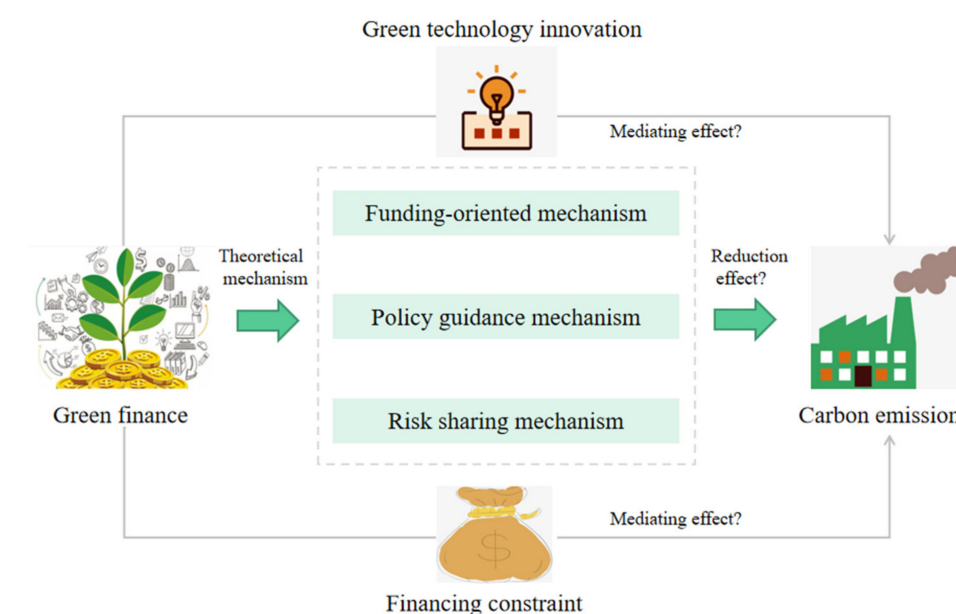 Green technology innovation
Mediating effect?
Funding-oriented mechanism
Theoretical
mechanism
Reduction
effect?
Policy guidance mechanism
Green finance
Risk sharing mechanism
Carbon emission
Mediating effect?
$
Financing constraint